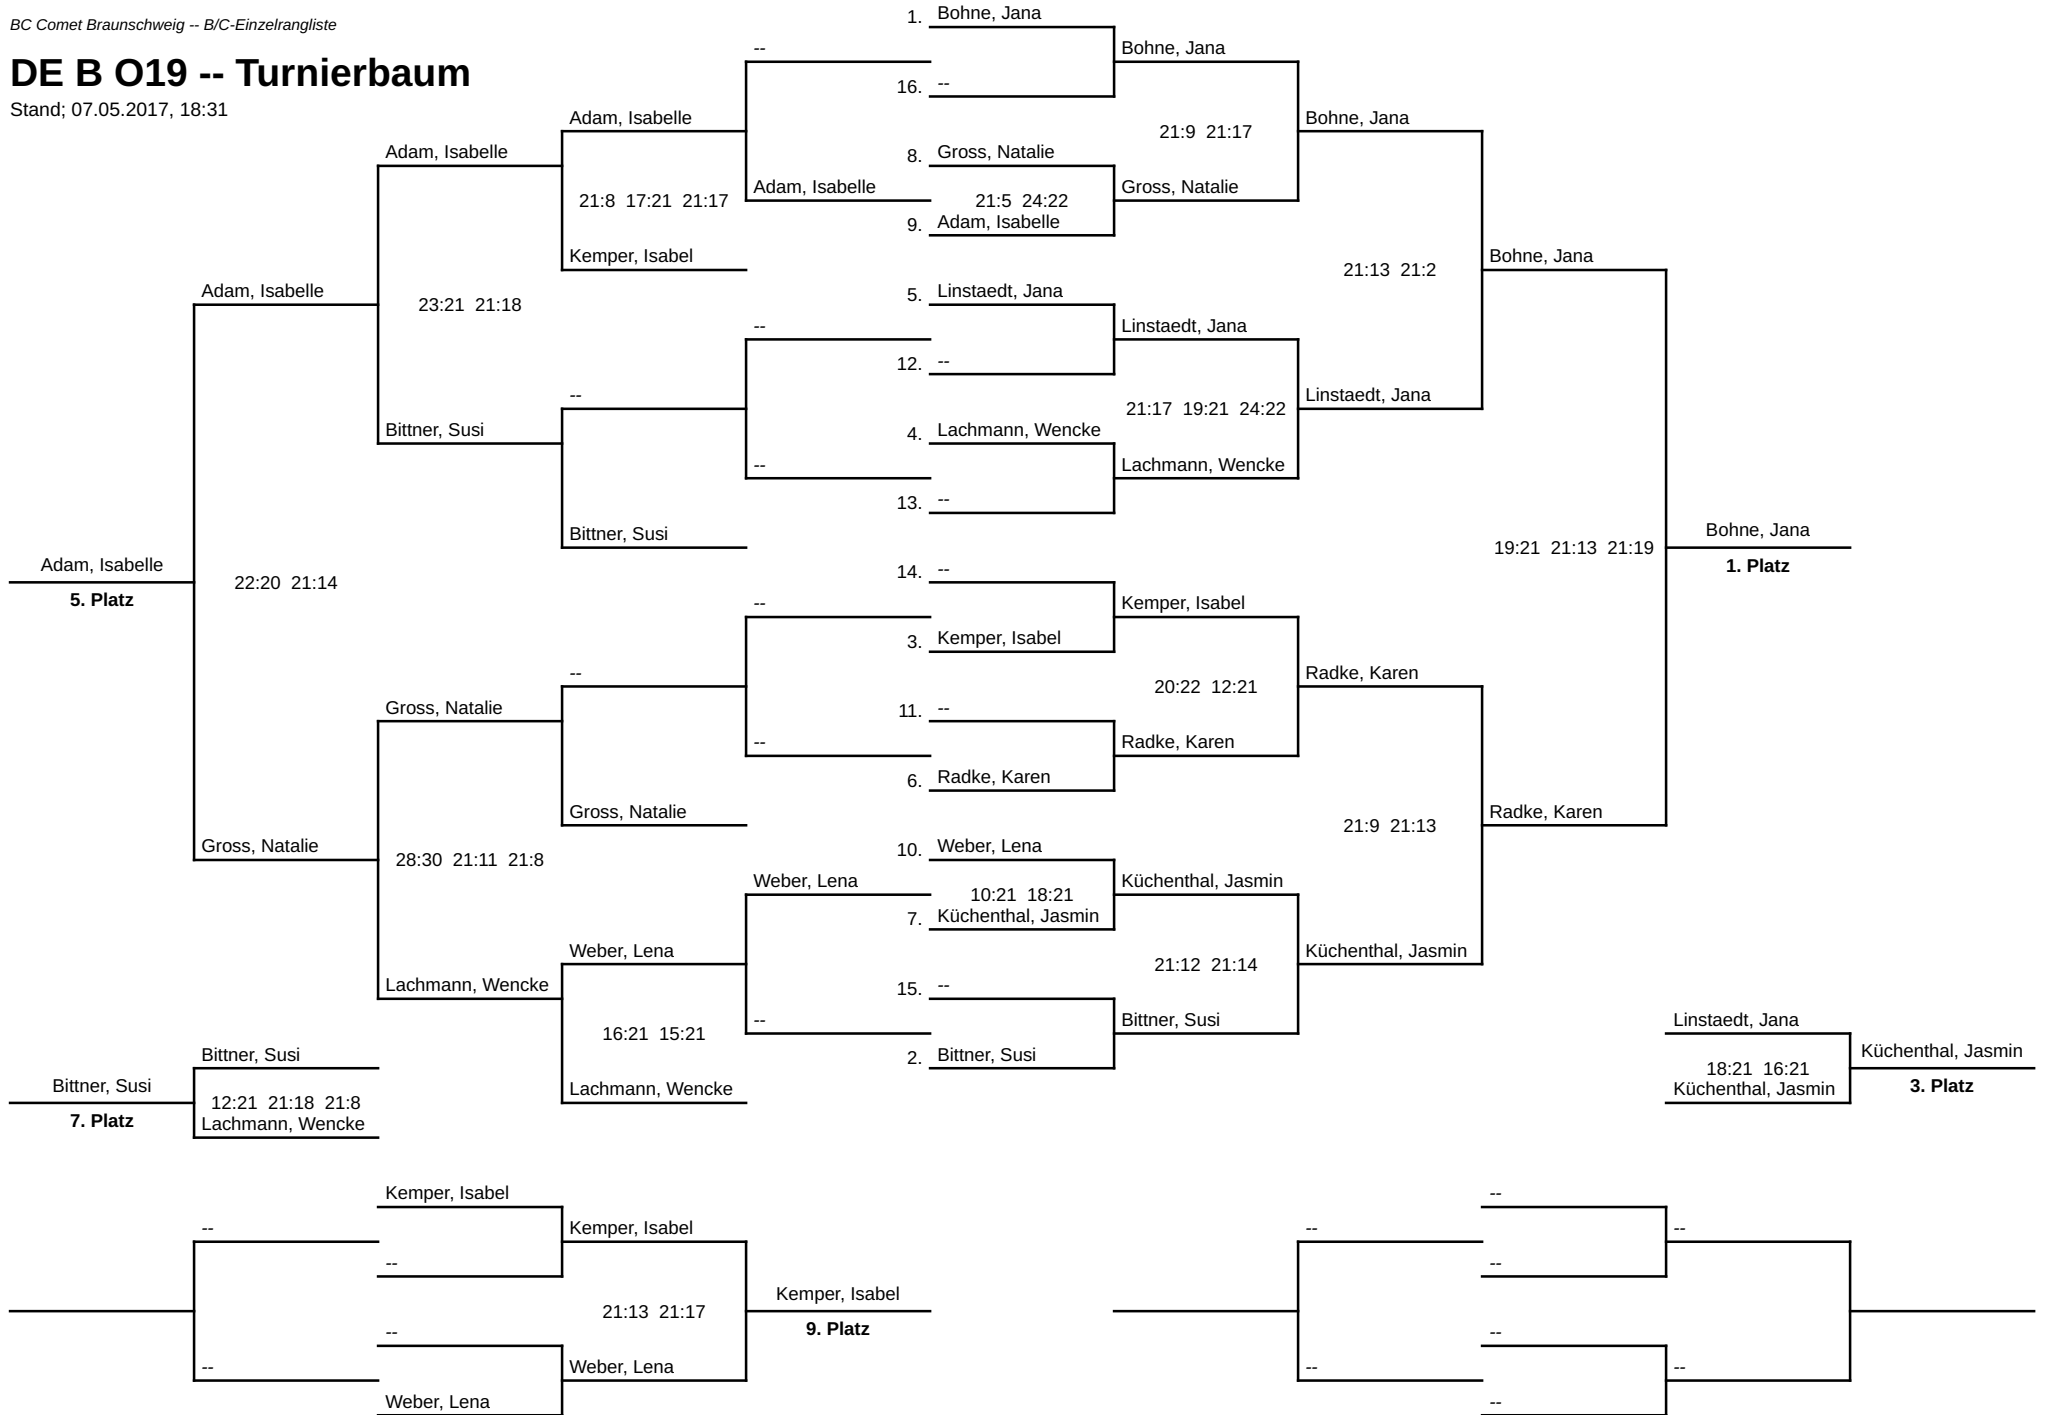 BC Comet Braunschweig -- B/C-Einzelrangliste
DE B O19 -- Turnierbaum
Stand; 07.05.2017, 18:31
1. Bohne, Jana
-- Bohne, Jana
16. --
Adam, Isabelle Bohne, Jana
21:9 21:17
Adam, Isabelle 8. Gross, Natalie
Adam, Isabelle Gross, Natalie
21:8 17:21 21:17 21:5 24:22
9. Adam, Isabelle
Kemper, Isabel Bohne, Jana
21:13 21:2
Adam, Isabelle 5. Linstaedt, Jana
23:21 21:18
-- Linstaedt, Jana
12. --
-- Linstaedt, Jana
21:17 19:21 24:22
Bittner, Susi 4. Lachmann, Wencke
-- Lachmann, Wencke
13. --
Bittner, Susi Bohne, Jana
19:21 21:13 21:19
Adam, Isabelle 14. -- 1. Platz
22:20 21:14
5. Platz -- Kemper, Isabel
3. Kemper, Isabel
-- Radke, Karen
20:22 12:21
Gross, Natalie 11. --
-- Radke, Karen
6. Radke, Karen
Gross, Natalie Radke, Karen
21:9 21:13
Gross, Natalie 10. Weber, Lena
28:30 21:11 21:8
Weber, Lena Küchenthal, Jasmin
10:21 18:21
7. Küchenthal, Jasmin
Weber, Lena Küchenthal, Jasmin
21:12 21:14
Lachmann, Wencke 15. --
-- Bittner, Susi Linstaedt, Jana
16:21 15:21
Bittner, Susi 2. Bittner, Susi Küchenthal, Jasmin
18:21 16:21
Bittner, Susi Lachmann, Wencke Küchenthal, Jasmin 3. Platz
12:21 21:18 21:8
7. Platz Lachmann, Wencke
Kemper, Isabel --
-- Kemper, Isabel -- --
-- --
Kemper, Isabel
21:13 21:17
9. Platz
-- --
-- Weber, Lena -- --
Weber, Lena --